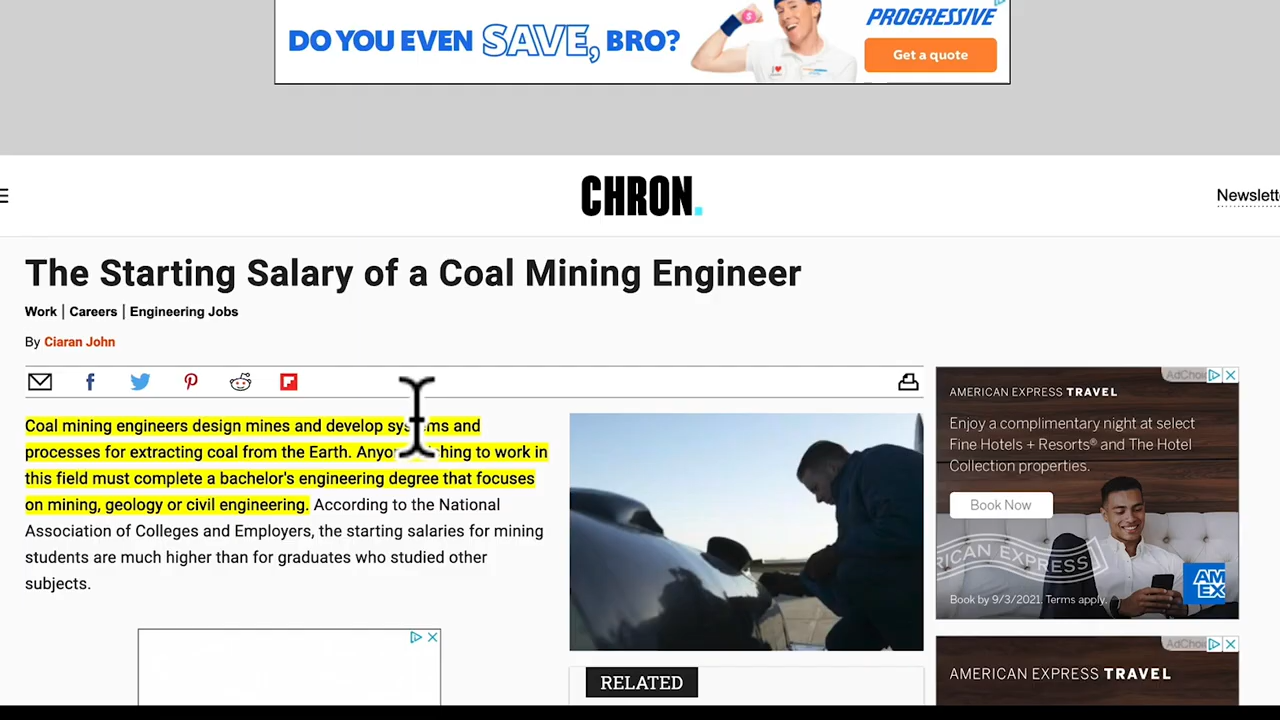 DO YOU EVEN SAVE, BRO?
PROGRESSIVE
Get a quote
CHRON.
The Starting Salary of a Coal Mining Engineer
Work | Careers | Engineering Jobs
By Ciaran John
Coal mining engineers design mines and develop and
processes for extracting coal from the Earth. to work in
this field must complete a bachelor's engineering degree that focuses
on mining, geology or civil engineering. According to the National
Association of Colleges and Employers, the starting salaries for mining
students are much higher than for graduates who studied other
subjects.
RELATED
AMERICAN EXPRESS TRAVEL
Enjoy a complimentary night at select
Fine Hotels + Resorts® and The Hotel
Collection properties.
Book Now
AMERICAN EXPRESS
AM
EX
Book by 9/3/2021. Terms apply.
AMERICAN EXPRESS TRAVEL